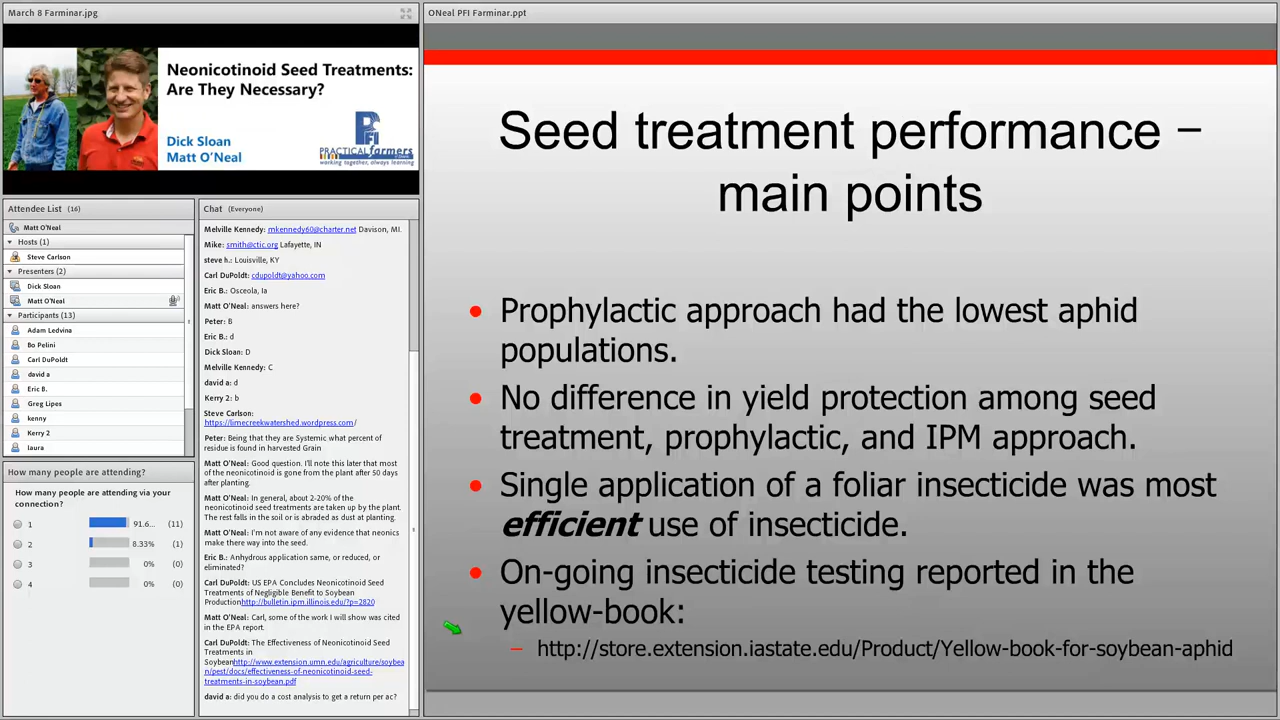 March 8 Farminar.jpg
Neonicotinoid Seed Treatments:
Are They Necessary?
Dick Sloan
Matt O'Neal
PFI
PRACTICAL farmers
working together, always learning
Attendee List (16)
Matt O'Neal
Hosts (1)
Steve Carlson
Presenters (2)
Dick Sloan
Matt O'Neal
Participants (13)
Adam Ledvina
Bo Pelini
Carl DuPoldt
david a
Eric B.
Greg Lipes
kenny
Kerry 2
laura
How many people are attending?
How many people are attending via your
connection?
1 91.6... (11)
2 8.33% (1)
3 0% (0)
4 0% (0)
Chat (Everyone)
Melville Kennedy: mkennedy60@charter.net Davison, MI.
Mike: smith@ctic.org Lafayette, IN
steve h.: Louisville, KY
Carl DuPoldt: cdupoldt@yahoo.com
Eric B.: Osceola, Ia
Matt O'Neal: answers here?
Peter: B
Eric B.: d
Dick Sloan: D
Melville Kennedy: C
david a: d
Kerry 2: b
Steve Carlson:
https://limecreekwatershed.wordpress.com/
Peter: Being that they are Systemic what percent of
residue is found in harvested Grain
Matt O'Neal: Good question. I'll note this later that most
of the neonicotinoid is gone from the plant after 50 days
after planting.
Matt O'Neal: In general, about 2-20% of the
neonicotinoid seed treatments are taken up by the plant.
The rest falls in the soil or is abraded as dust at planting.
Matt O'Neal: I'm not aware of any evidence that neonics
make there way into the seed.
Eric B.: Anhydrous application same, or reduced, or
eliminated?
Carl DuPoldt: US EPA Concludes Neonicotinoid Seed
Treatments of Negligible Benefit to Soybean
Productionhttp://bulletin.ipm.illinois.edu/?p=2820
Matt O'Neal: Carl, some of the work I will show was cited
in the EPA report.
Carl DuPoldt: The Effectiveness of Neonicotinoid Seed
Treatments in
Soybeanhttp://www.extension.umn.edu/agriculture/soybea
n/pest/docs/effectiveness-of-neonicotinoid-seed-
treatments-in-soybean.pdf
david a: did you do a cost analysis to get a return per ac?
ONeal PFI Farminar.ppt
Seed treatment performance –
main points
• Prophylactic approach had the lowest aphid
populations.
• No difference in yield protection among seed
treatment, prophylactic, and IPM approach.
• Single application of a foliar insecticide was most
efficient use of insecticide.
• On-going insecticide testing reported in the
yellow-book:
– http://store.extension.iastate.edu/Product/Yellow-book-for-soybean-aphid